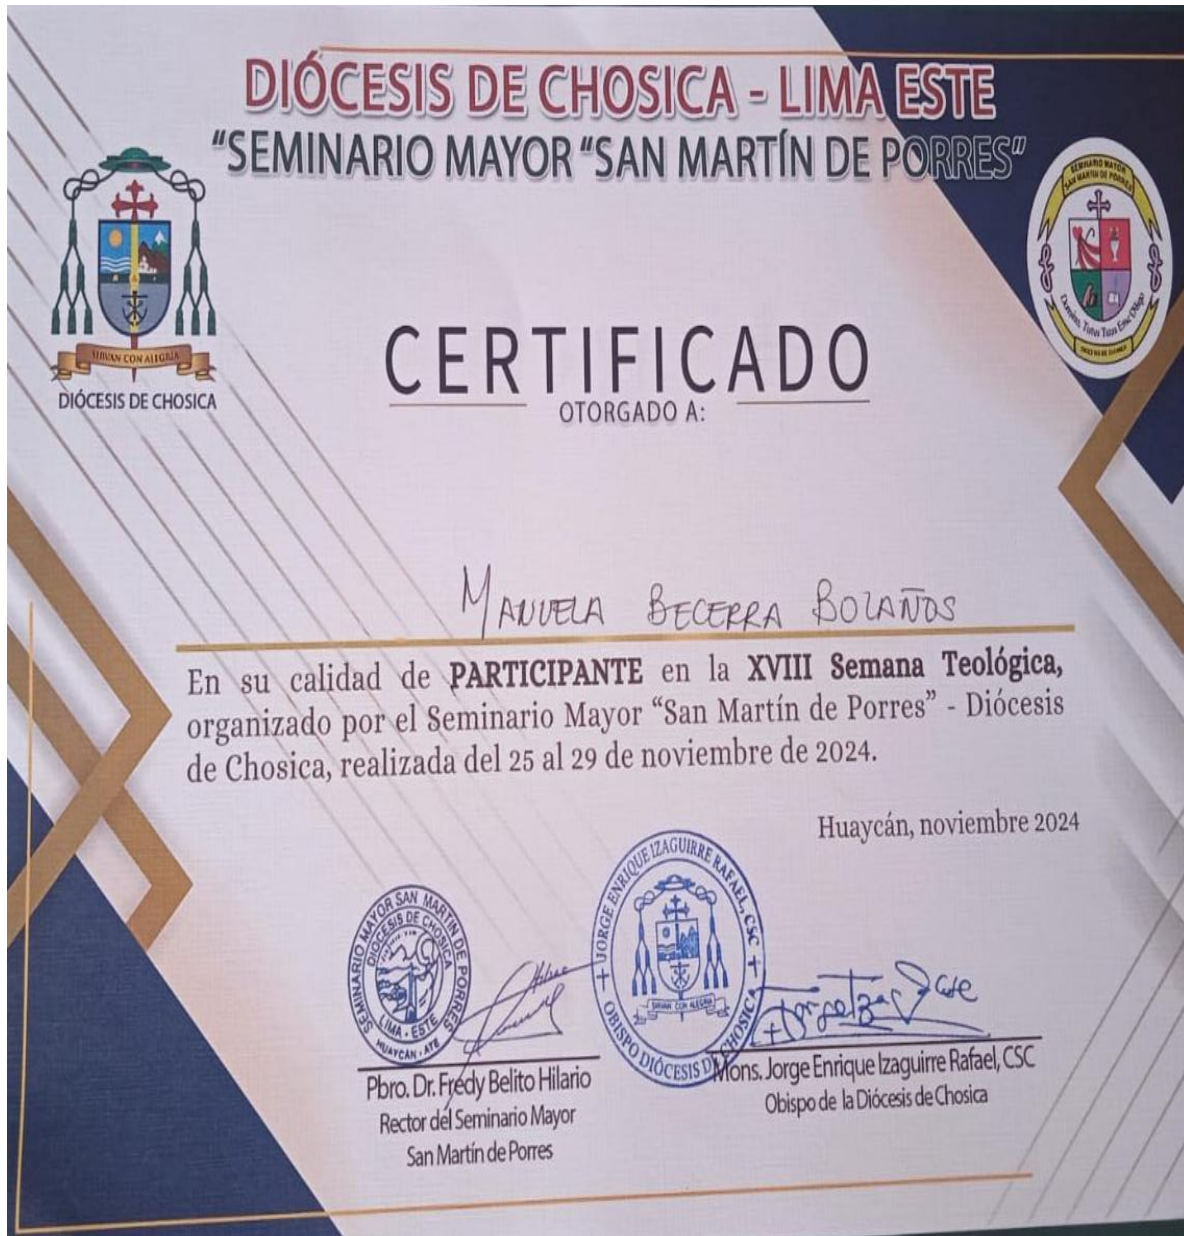 DIÓCESIS DE CHOSICA - LIMA ESTE
"SEMINARIO MAYOR "SAN MARTÍN DE PORRES"
SEMINARIO MAYOR
SAN MARTIN DE PORRES
SIRVAN CON ALEGRIA
DIÓCESIS DE CHOSICA
CERTIFICADO
OTORGADO A:
MANUELA BECERRA BOLAÑOS
En su calidad de PARTICIPANTE en la XVIII Semana Teológica,
organizado por el Seminario Mayor “San Martín de Porres” - Diócesis
de Chosica, realizada del 25 al 29 de noviembre de 2024.
Huaycán, noviembre 2024
SEMINARIO MAYOR SAN MARTIN DE PORRES
DIOCESIS DE CHOSICA
LIMA - ESTE
HUAYCÁN - ATE
JORGE ENRIQUE IZAGUIRRE RAFAEL, CSC
SIRVAN CON ALEGRIA
OBISPO DIÓCESIS DE CHOSICA
Pbro. Dr. Fredy Belito Hilario
Rector del Seminario Mayor
San Martín de Porres
Mons. Jorge Enrique Izaguirre Rafael, CSC
Obispo de la Diócesis de Chosica